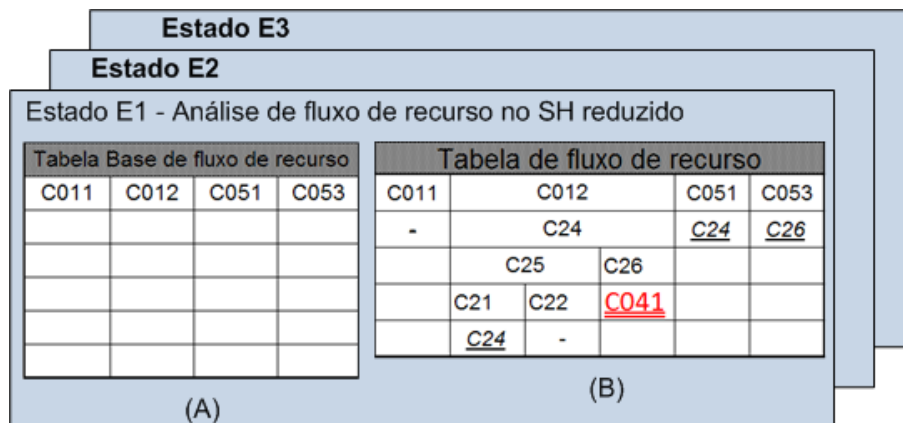 Estado E3
Estado E2
Estado E1 - Análise de fluxo de recurso no SH reduzido
Tabela Base de fluxo de recurso
C011 C012 C051 C053
(A)
Tabela de fluxo de recurso
C011 C012 C051 C053
- C24 C24 C26
C25 C26
C21 C22 C041
C24 -
(B)